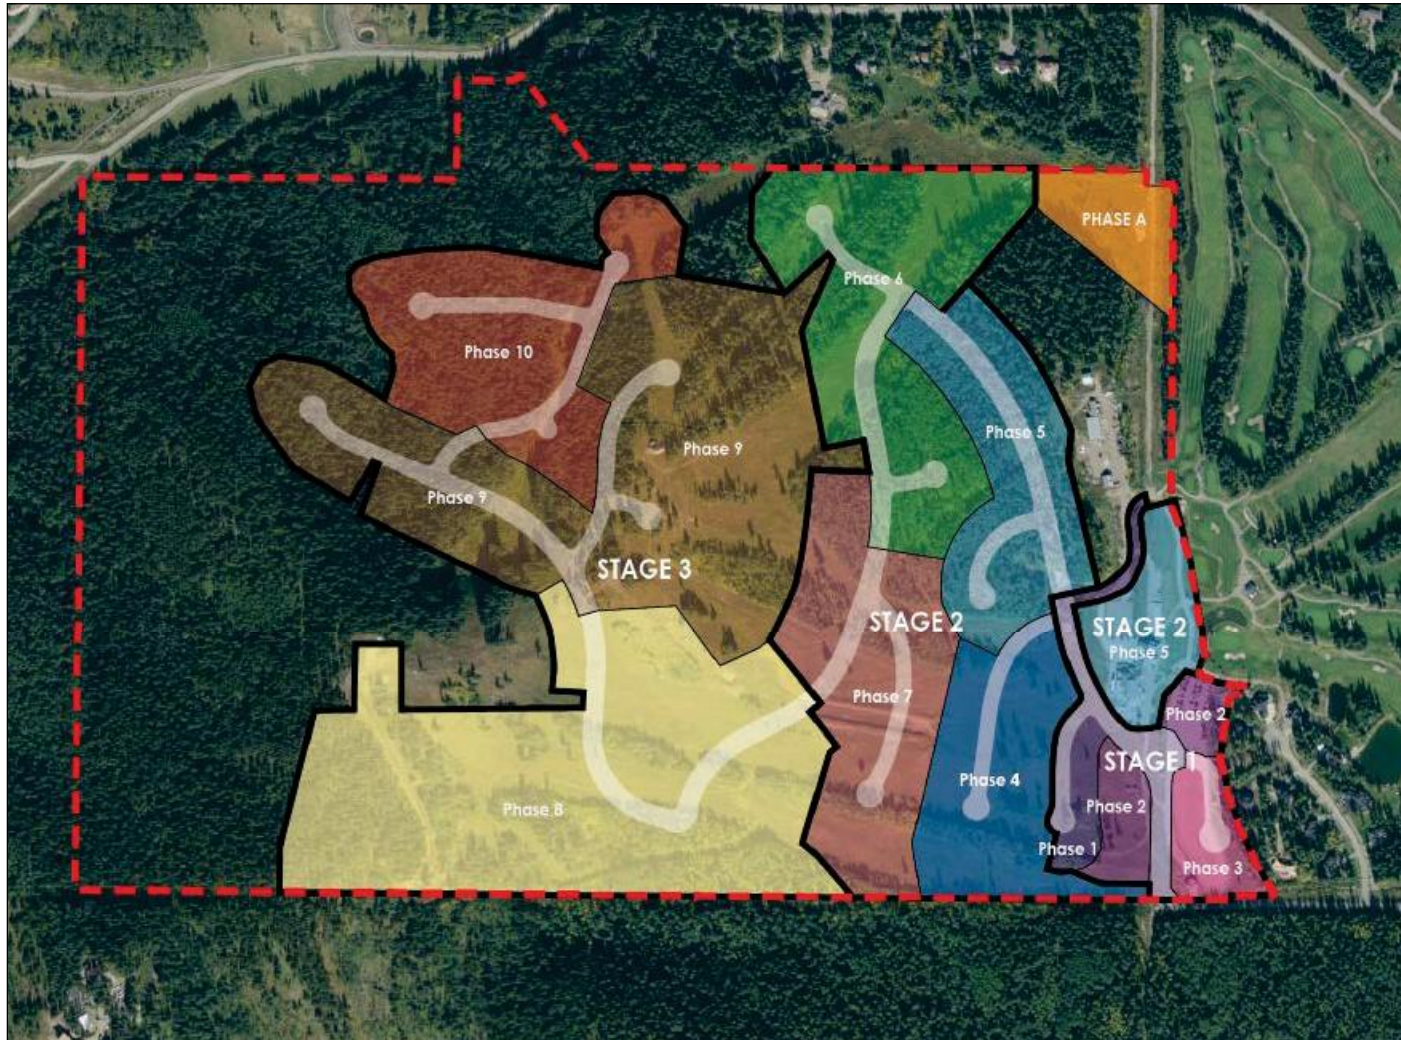 PHASE A
Phase 6
Phase 10
Phase 5
Phase 9
Phase 9
STAGE 3
STAGE 2
STAGE 2
Phase 5
Phase 7
Phase 2
STAGE 1
Phase 4
Phase 8
Phase 2
Phase 1
Phase 3